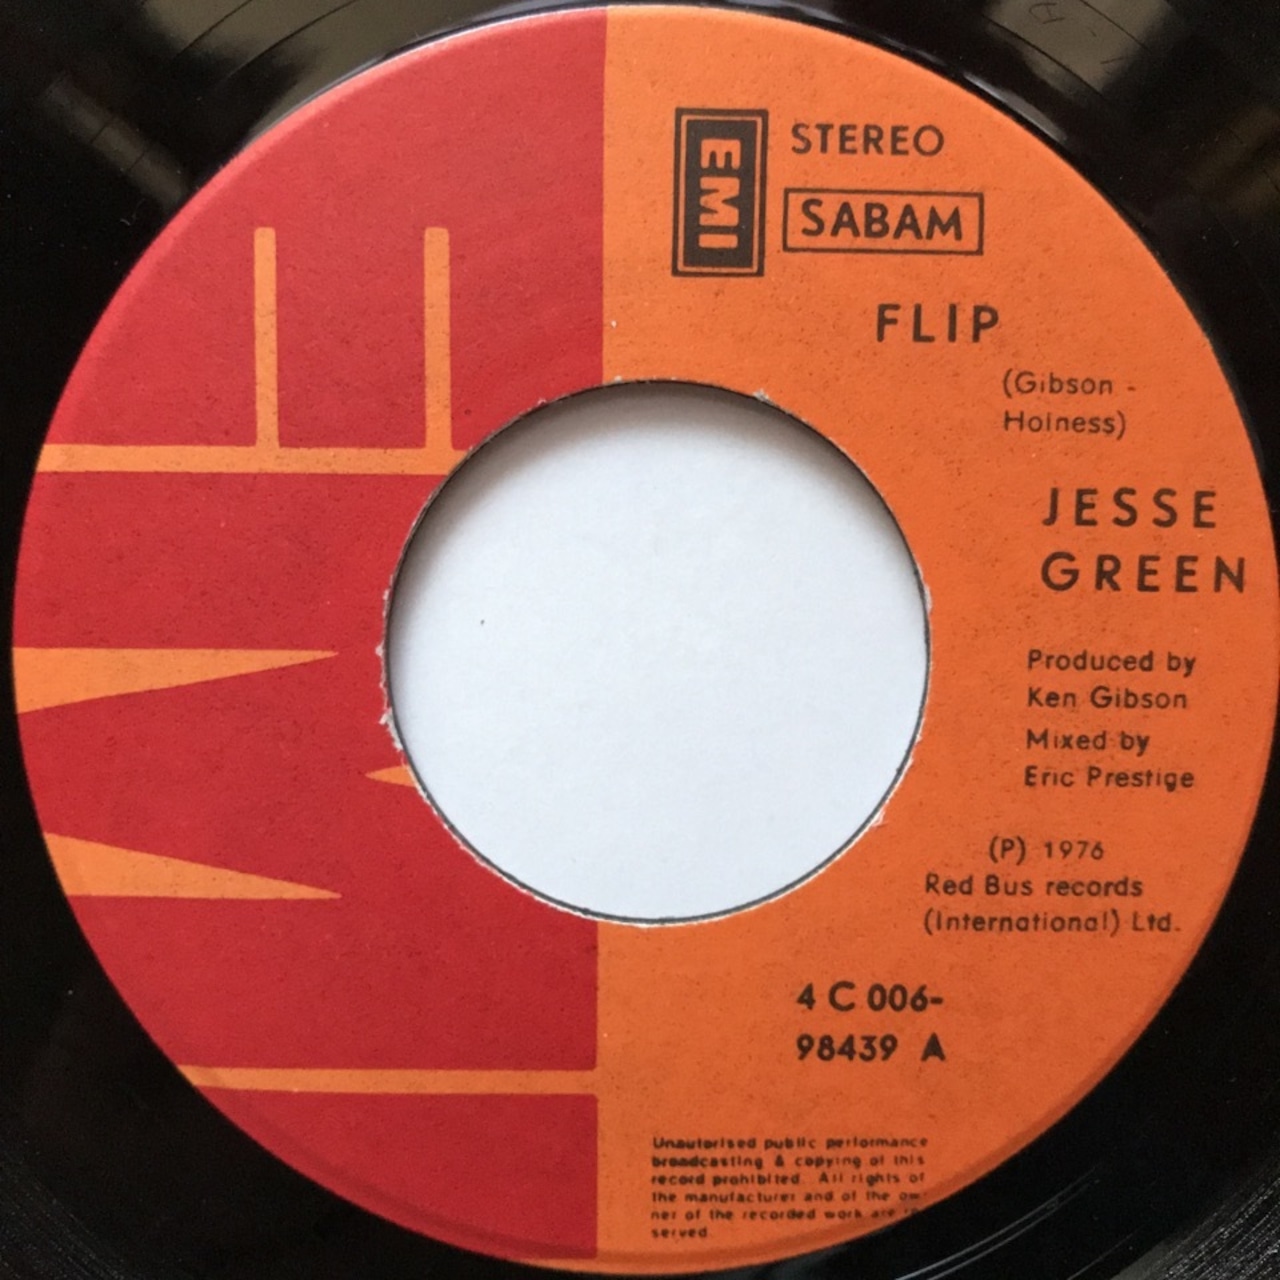 EMI
STEREO
SABAM
FLIP
(Gibson -
Holness)
JESSE
GREEN
Produced by
Ken Gibson
Mixed by
Eric Prestige
(P) 1976
Red Bus records
(International) Ltd.
4 C 006-
98439 A
Unautorised public performance
broadcasting & copying of this
record prohibited. All rights of
the manufacturer and of the ow-
ner of the recorded work are re
served.